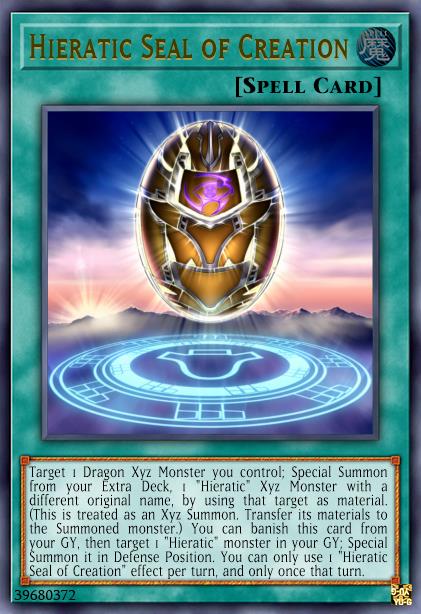 Hieratic Seal of Creation
[Spell Card]
Target 1 Dragon Xyz Monster you control; Special Summon
from your Extra Deck, 1 "Hieratic" Xyz Monster with a
different original name, by using that target as material.
(This is treated as an Xyz Summon. Transfer its materials to
the Summoned monster.) You can banish this card from
your GY, then target 1 "Hieratic" monster in your GY; Special
Summon it in Defense Position. You can only use 1 "Hieratic
Seal of Creation" effect per turn, and only once that turn.
39680372